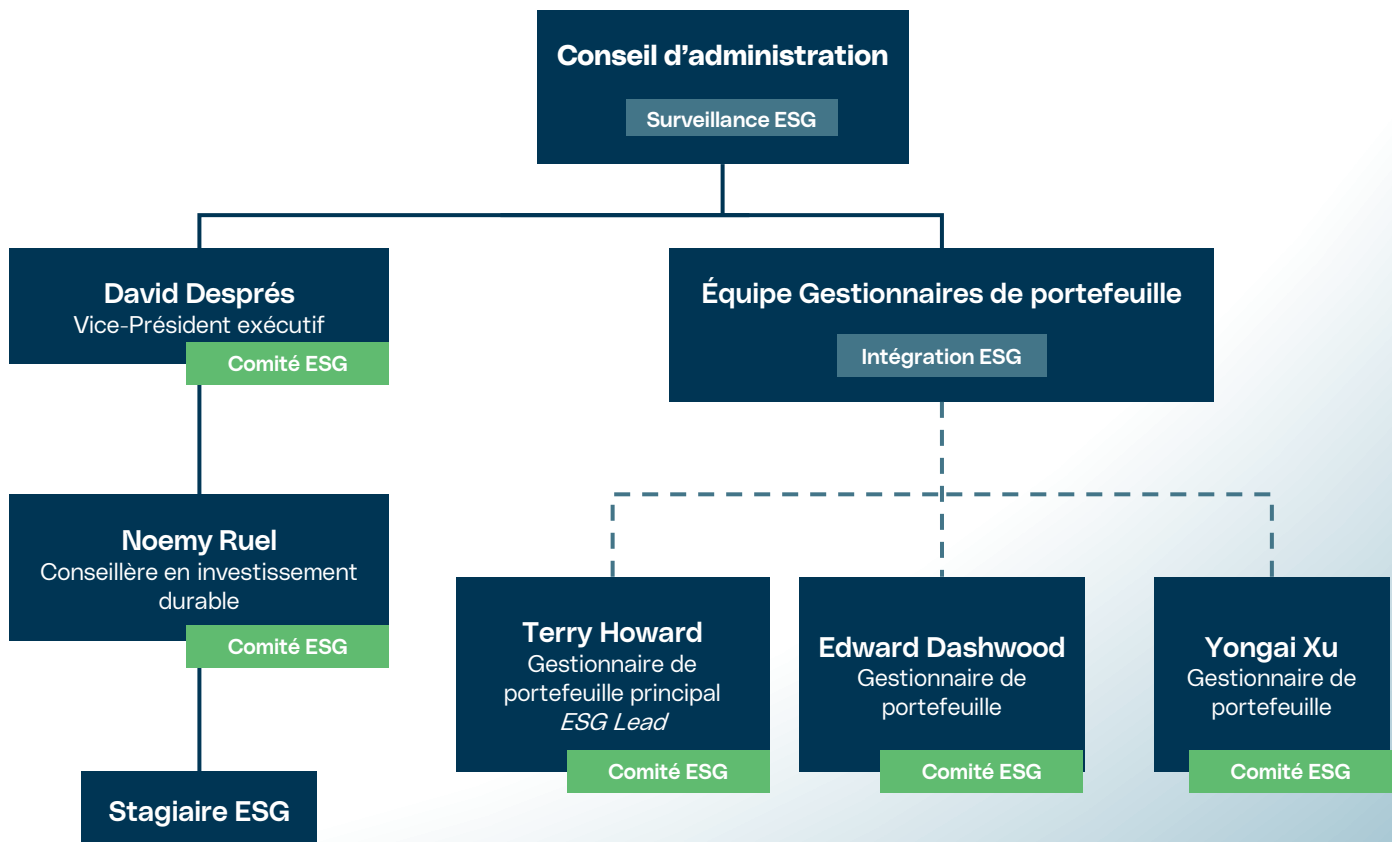 Conseil d’administration
Surveillance ESG
David Després
Vice-Président exécutif
Comité ESG
Équipe Gestionnaires de portefeuille
Intégration ESG
Noemy Ruel
Conseillère en investissement
durable
Comité ESG
Terry Howard
Gestionnaire de
portefeuille principal
ESG Lead
Comité ESG
Edward Dashwood
Gestionnaire de
portefeuille
Comité ESG
Yongai Xu
Gestionnaire de
portefeuille
Comité ESG
Stagiaire ESG